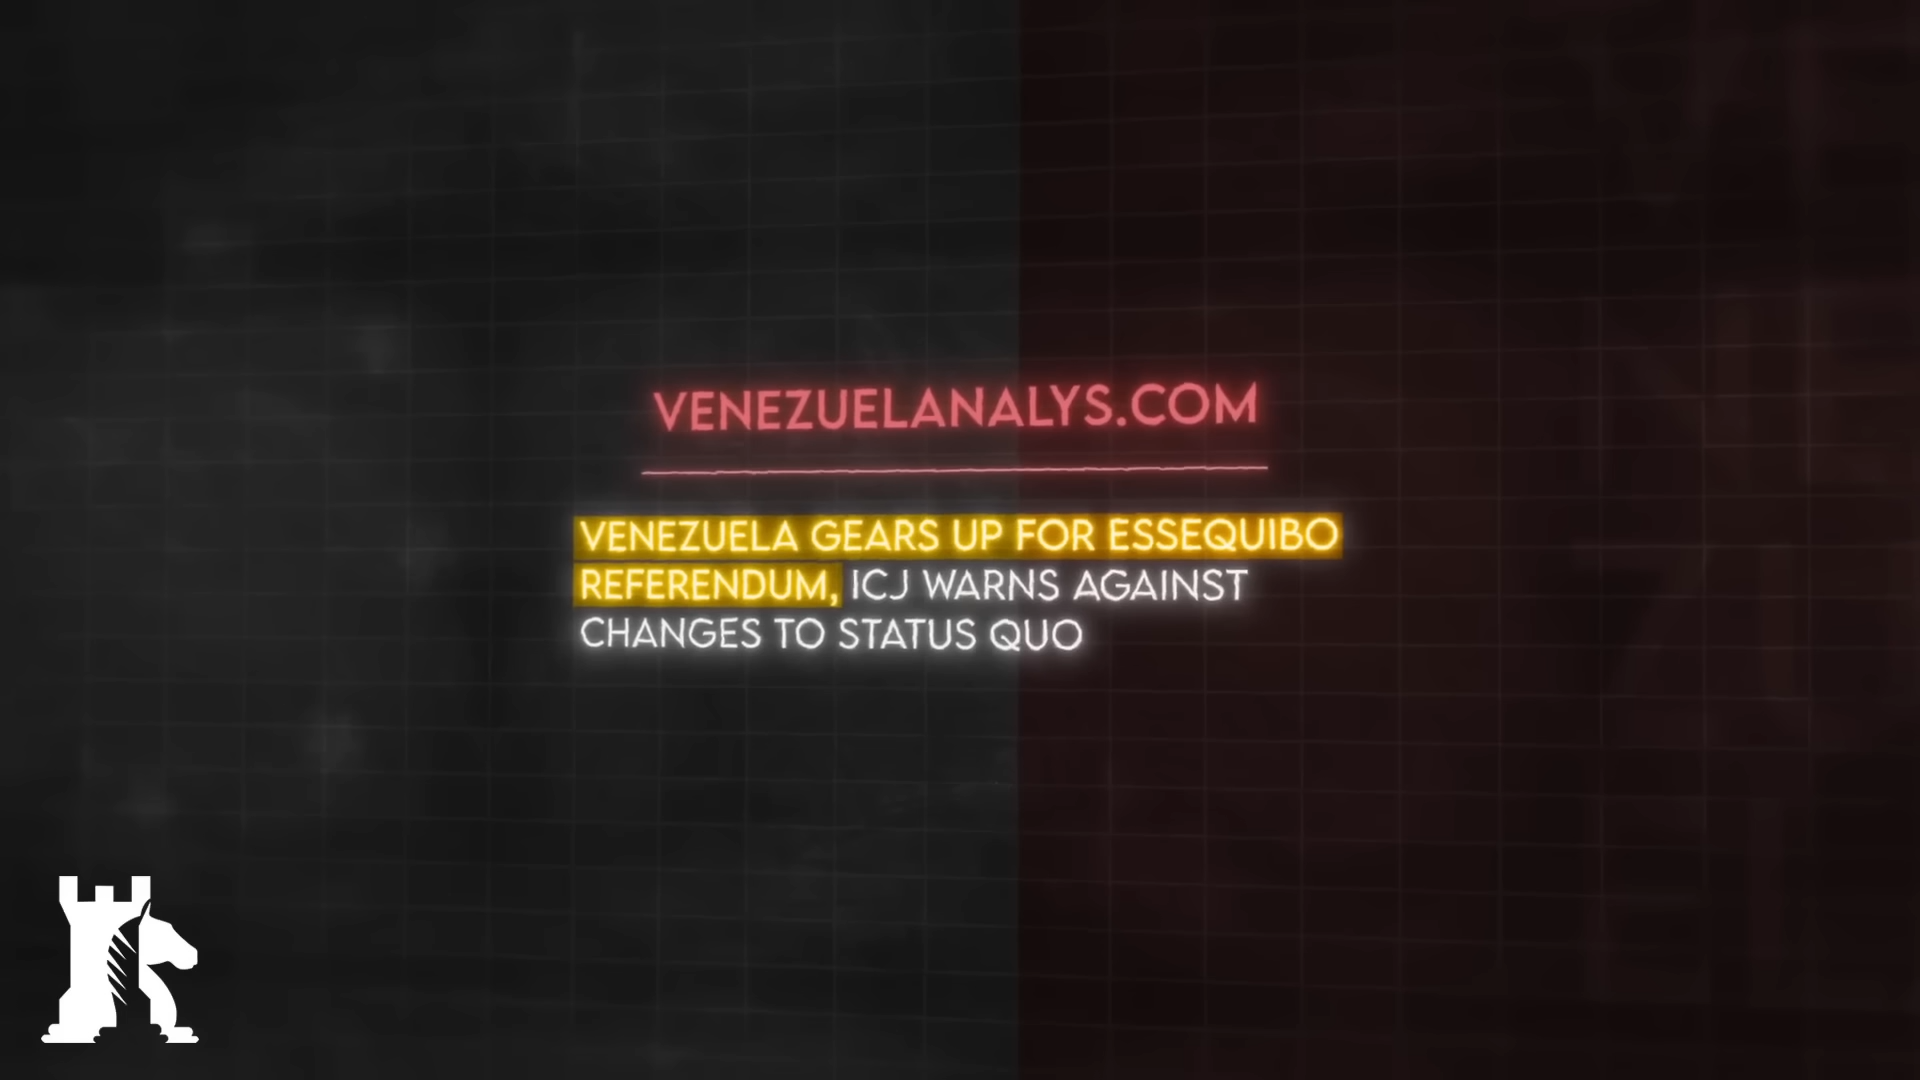 VENEZUELANALYS.COM
VENEZUELA GEARS UP FOR ESSEQUIBO
REFERENDUM, ICJ WARNS AGAINST
CHANGES TO STATUS QUO